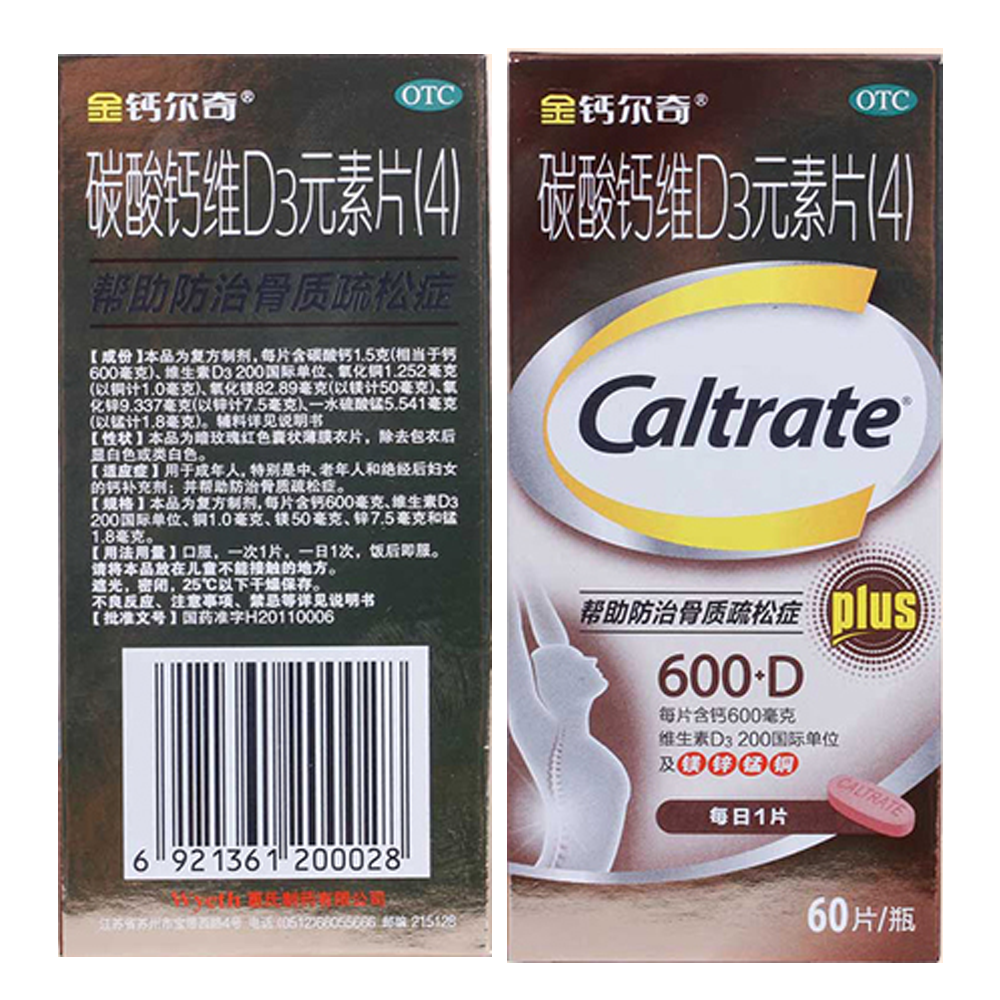 金钙尔奇®
OTC
碳酸钙维D3元素片(4)
帮助防治骨质疏松症
【成份】本品为复方制剂,每片含碳酸钙1.5克(相当于钙
600毫克)、维生素D3 200国际单位、氧化铜1.252毫克
(以铜计1.0毫克)、氧化镁82.89毫克(以镁计50毫克)、氧
化锌9.337毫克(以锌计7.5毫克)、一水硫酸锰5.541毫克
(以锰计1.8毫克)。辅料详见说明书
【性状】本品为暗玫瑰红色囊状薄膜衣片,除去包衣后
显白色或类白色。
【适应症】用于成年人,特别是中、老年人和绝经后妇女
的钙补充剂;并帮助防治骨质疏松症。
【规格】本品为复方制剂,每片含钙600毫克、维生素D3
200国际单位、铜1.0毫克、镁50毫克、锌7.5毫克和锰
1.8毫克。
【用法用量】口服,一次1片,一日1次,饭后即服。
请将本品放在儿童不能接触的地方。
遮光,密闭,25℃以下干燥保存。
不良反应、注意事项、禁忌等详见说明书
【批准文号】国药准字H20110006
6 921361 200028
Wyeth 惠氏制药有限公司
江苏省苏州市宝带西路4号 电话 (0512)66055666 邮编 215128
金钙尔奇®
OTC
碳酸钙维D3元素片(4)
Caltrate®
帮助防治骨质疏松症
plus
600+D
每片含钙600毫克
维生素D3 200国际单位
及镁锌锰铜
CALTRATE
每日1片
60片/瓶